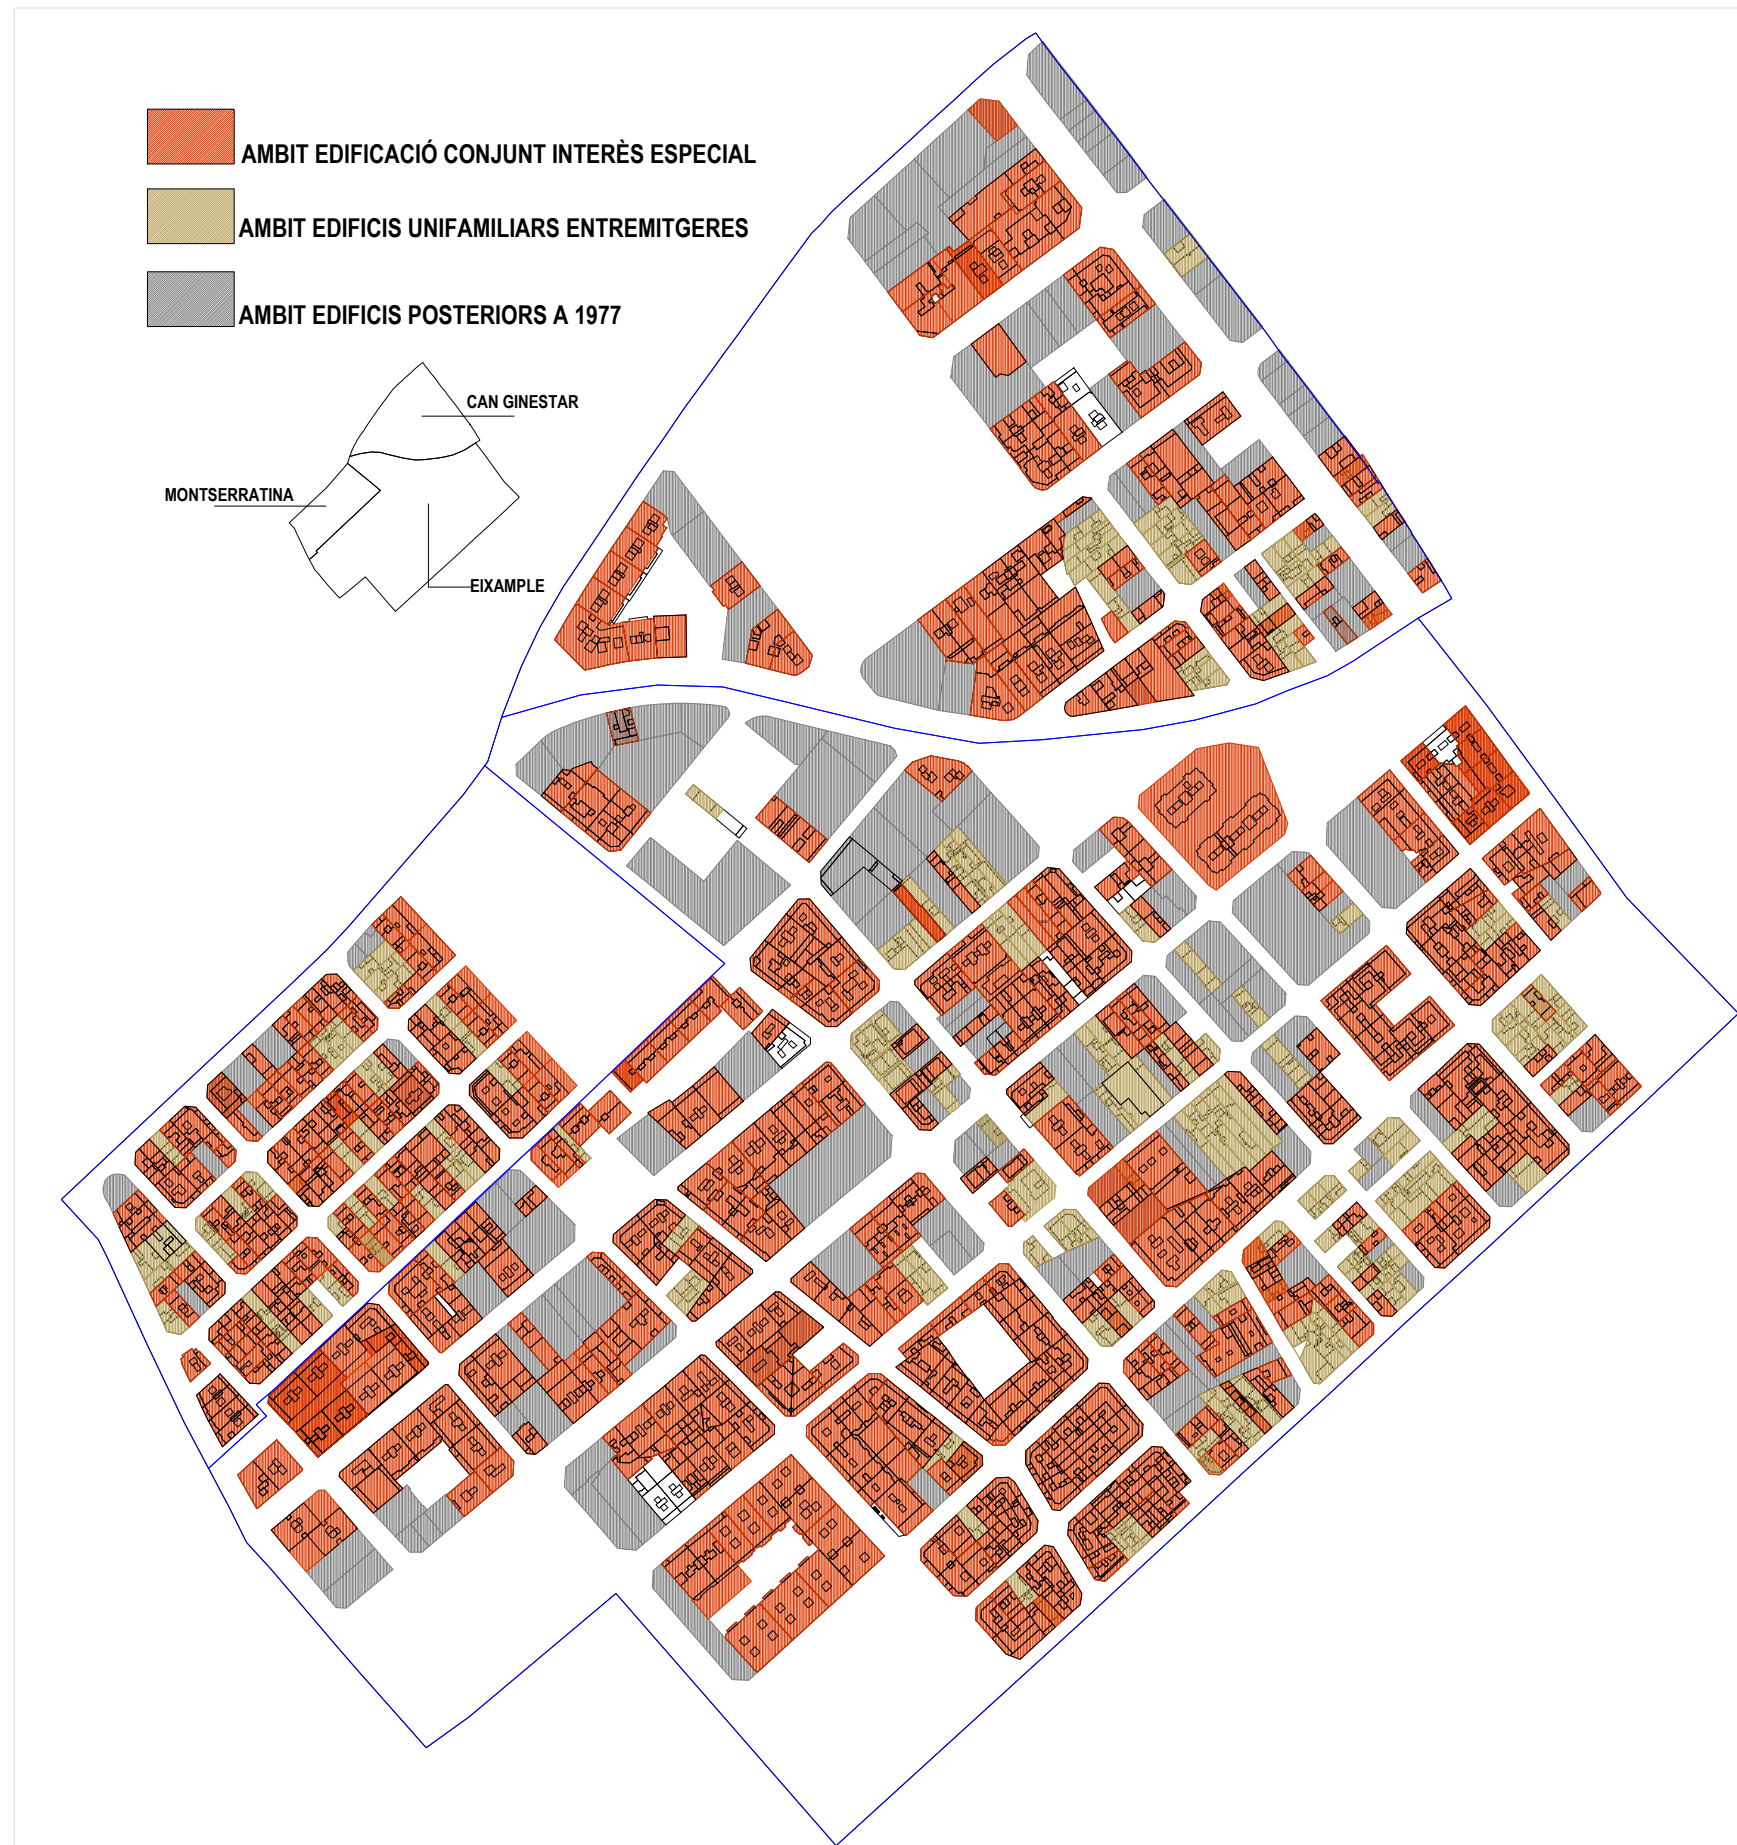 AMBIT EDIFICACIÓ CONJUNT INTERÈS ESPECIAL
AMBIT EDIFICIS UNIFAMILIARS ENTREMITGERES
AMBIT EDIFICIS POSTERIORS A 1977
CAN GINESTAR
MONTSERRATINA
EIXAMPLE